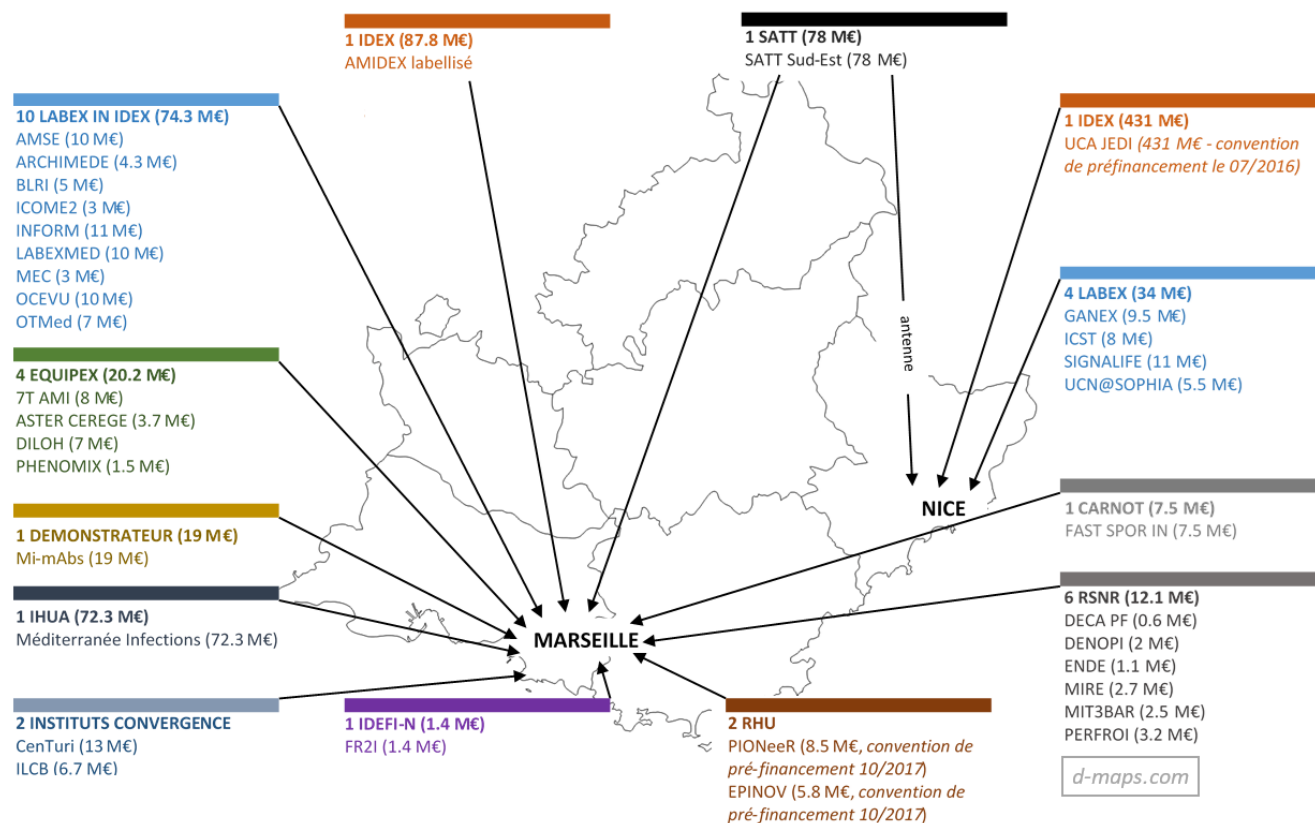 1 IDEX (87.8 M€)
AMIDEX labellisé
1 SATT (78 M€)
SATT Sud-Est (78 M€)
10 LABEX IN IDEX (74.3 M€)
AMSE (10 M€)
ARCHIMEDE (4.3 M€)
BLRI (5 M€)
ICOME2 (3 M€)
INFORM (11 M€)
LABEXMED (10 M€)
MEC (3 M€)
OCEVU (10 M€)
OTMed (7 M€)
1 IDEX (431 M€)
UCA JEDI (431 M€ - convention
de préfinancement le 07/2016)
4 LABEX (34 M€)
GANEX (9.5 M€)
ICST (8 M€)
SIGNALIFE (11 M€)
UCN@SOPHIA (5.5 M€)
antenne
4 EQUIPEX (20.2 M€)
7T AMI (8 M€)
ASTER CEREGE (3.7 M€)
DILOH (7 M€)
PHENOMIX (1.5 M€)
NICE
1 CARNOT (7.5 M€)
FAST SPOR IN (7.5 M€)
1 DEMONSTRATEUR (19 M€)
Mi-mAbs (19 M€)
1 IHUA (72.3 M€)
Méditerranée Infections (72.3 M€)
MARSEILLE
6 RSNR (12.1 M€)
DECA PF (0.6 M€)
DENOPI (2 M€)
ENDE (1.1 M€)
MIRE (2.7 M€)
MIT3BAR (2.5 M€)
PERFROI (3.2 M€)
2 INSTITUTS CONVERGENCE
CenTuri (13 M€)
ILCB (6.7 M€)
1 IDEFI-N (1.4 M€)
FR2I (1.4 M€)
2 RHU
PIONeeR (8.5 M€, convention de
pré-financement 10/2017)
EPINOV (5.8 M€, convention de
pré-financement 10/2017)
d-maps.com